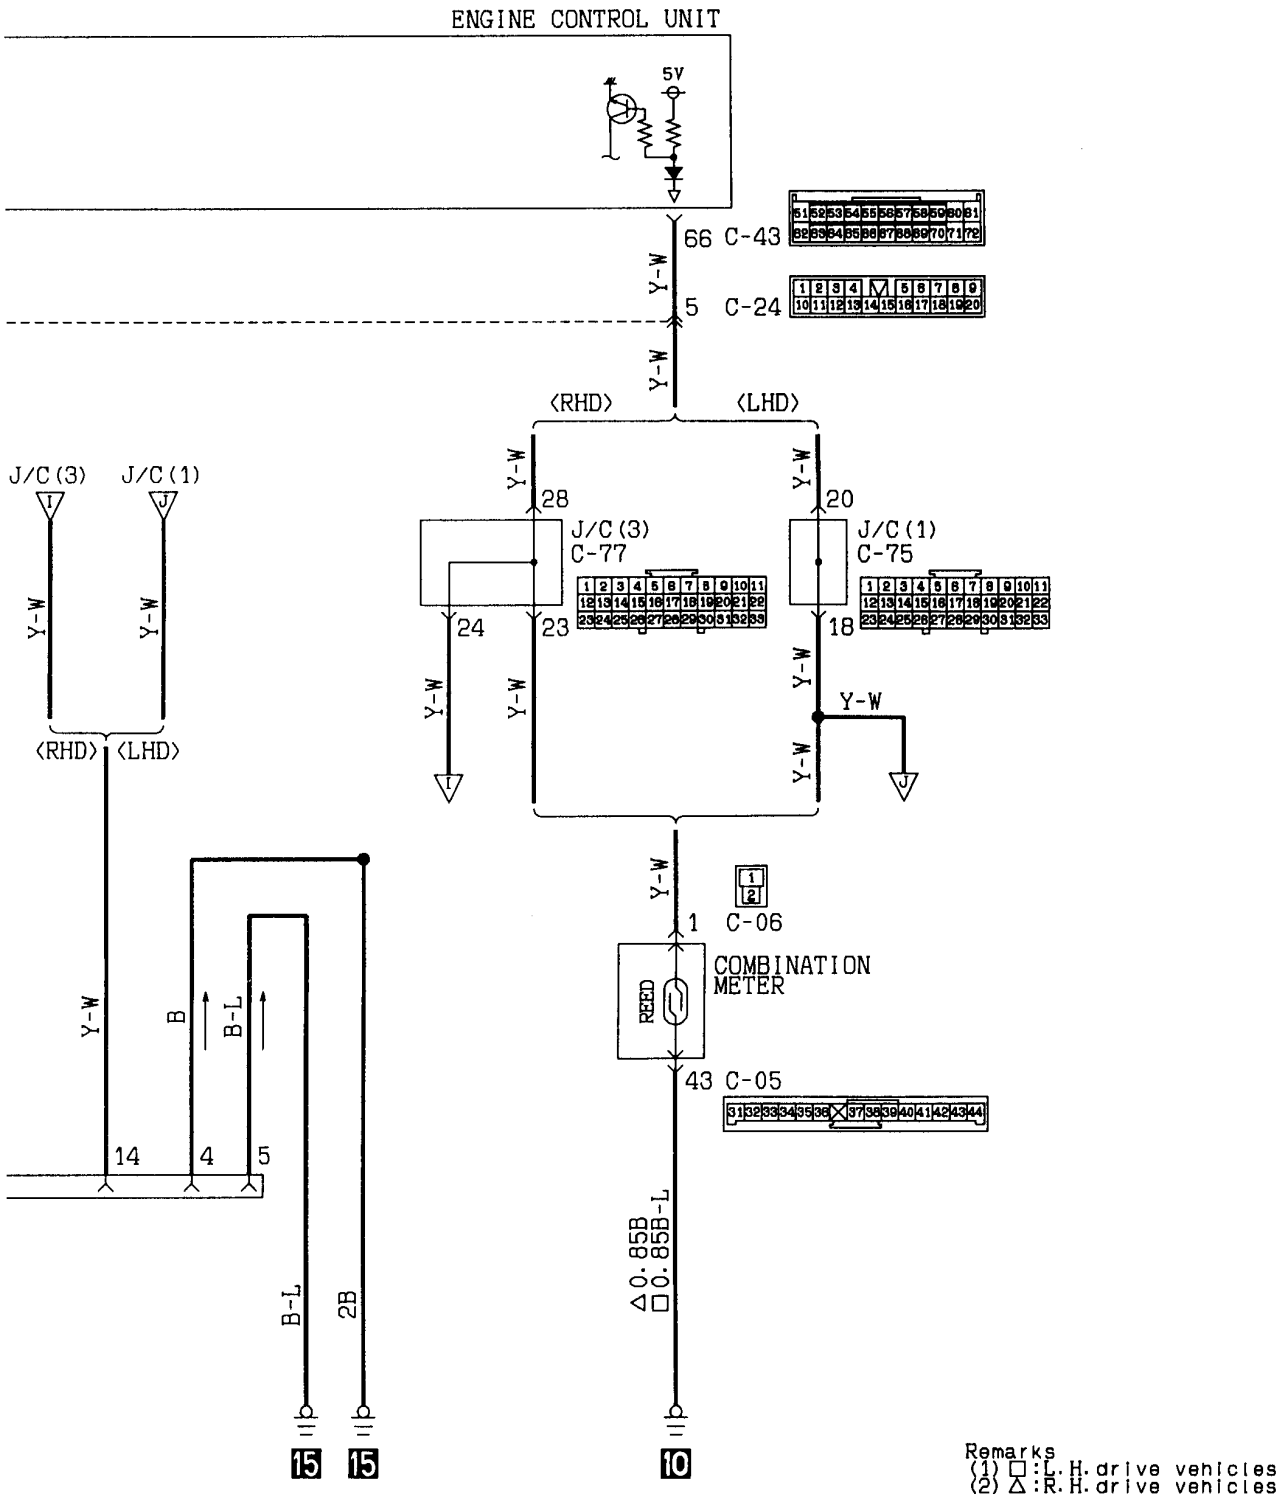 ENGINE CONTROL UNIT
5V
66 C-43
51 52 53 54 55 56 57 58 59 60 61
62 63 64 65 66 67 68 69 70 71 72
Y-W
5 C-24
1 2 3 4 5 6 7 8 9
10 11 12 13 14 15 16 17 18 19 20
Y-W
<RHD> <LHD>
J/C(3) J/C(1)
I J
Y-W Y-W
28 20
J/C(3)
C-77
1 2 3 4 5 6 7 8 9 10 11
12 13 14 15 16 17 18 19 20 21 22
23 24 25 26 27 28 29 30 31 32 33
J/C(1)
C-75
1 2 3 4 5 6 7 8 9 10 11
12 13 14 15 16 17 18 19 20 21 22
23 24 25 26 27 28 29 30 31 32 33
Y-W Y-W
24 23 18
Y-W Y-W Y-W
Y-W
<RHD> <LHD>
Y-W
I J
Y-W
1
2
1 C-06
COMBINATION
METER
REED
Y-W B B-L
43 C-05
31 32 33 34 35 36 37 38 39 40 41 42 43 44
14 4 5
△0.85B
□0.85B-L
B-L 2B
15 15 10
Remarks
(1) □:L.H.drive vehicles
(2) △:R.H.drive vehicles